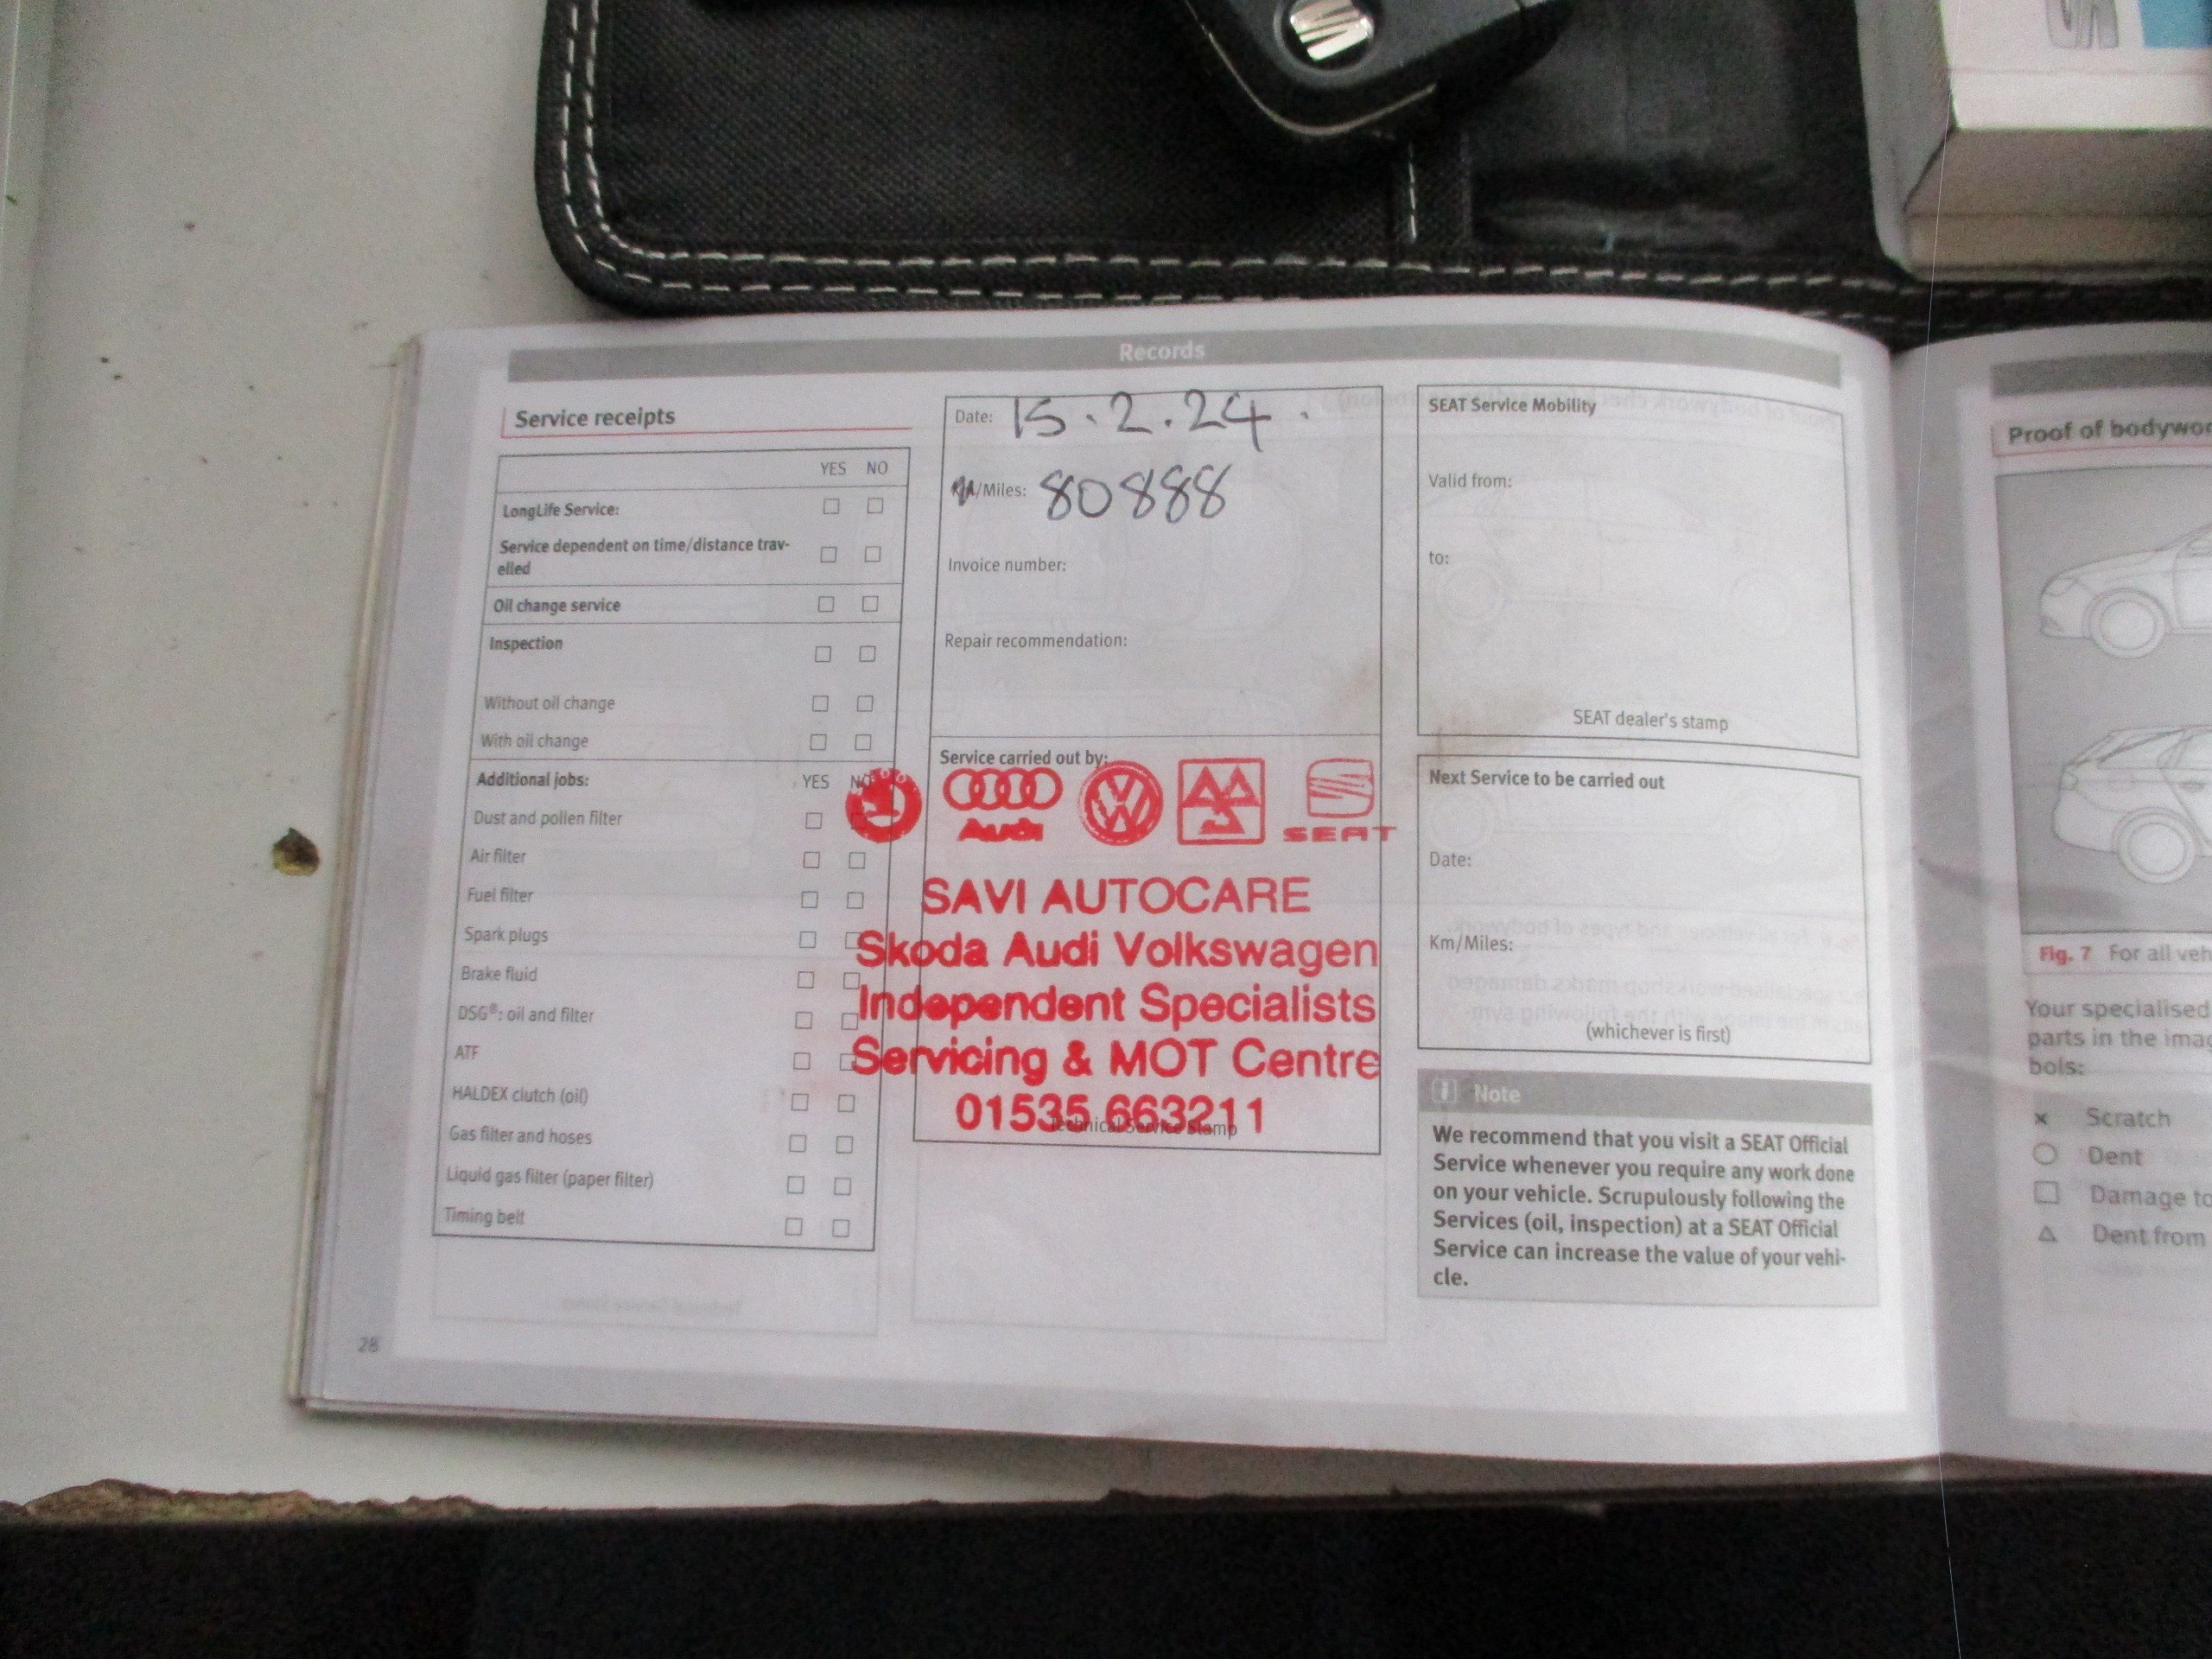 Records
Service receipts
YES NO
LongLife Service:
Service dependent on time/distance trav-
elled
Oil change service
Inspection
Without oil change
With oil change
Additional jobs: YES NO
Dust and pollen filter
Air filter
Fuel filter
Spark plugs
Brake fluid
DSG®: oil and filter
ATF
HALDEX clutch (oil)
Gas filter and hoses
Liquid gas filter (paper filter)
Timing belt
28
Date: 15.2.24.
Km/Miles: 80888
Invoice number:
Repair recommendation:
Service carried out by:
Audi
SEAT
SAVI AUTOCARE
Skoda Audi Volkswagen
Independent Specialists
Servicing & MOT Centre
01535 663211
Technical Service Stamp
SEAT Service Mobility
Valid from:
to:
SEAT dealer's stamp
Next Service to be carried out
Date:
Km/Miles:
(whichever is first)
Note
We recommend that you visit a SEAT Official
Service whenever you require any work done
on your vehicle. Scrupulously following the
Services (oil, inspection) at a SEAT Official
Service can increase the value of your vehi-
cle.
Proof of bodywor
Fig. 7 For all veh
Your specialised
parts in the imag
bols:
Scratch
Dent
Damage to
Dent from